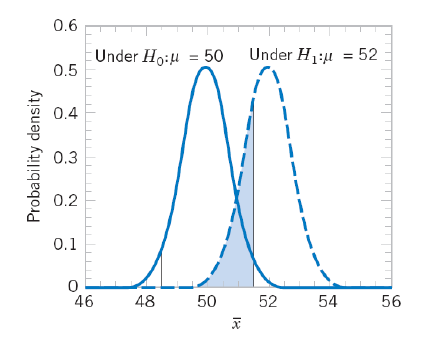 0.6
Under H₀:μ = 50 Under H₁:μ = 52
0.5
0.4
Probability density
0.3
0.2
0.1
0
46 48 50 52 54 56
x̄